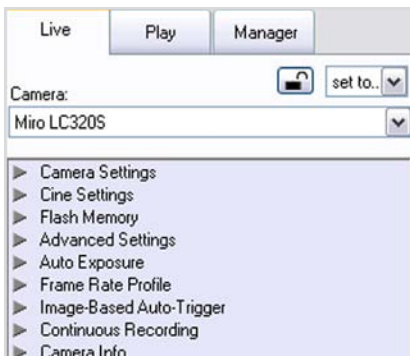 Live Play Manager
set to..
Camera:
Miro LC320S
Camera Settings
Cine Settings
Flash Memory
Advanced Settings
Auto Exposure
Frame Rate Profile
Image-Based Auto-Trigger
Continuous Recording
Camera Info